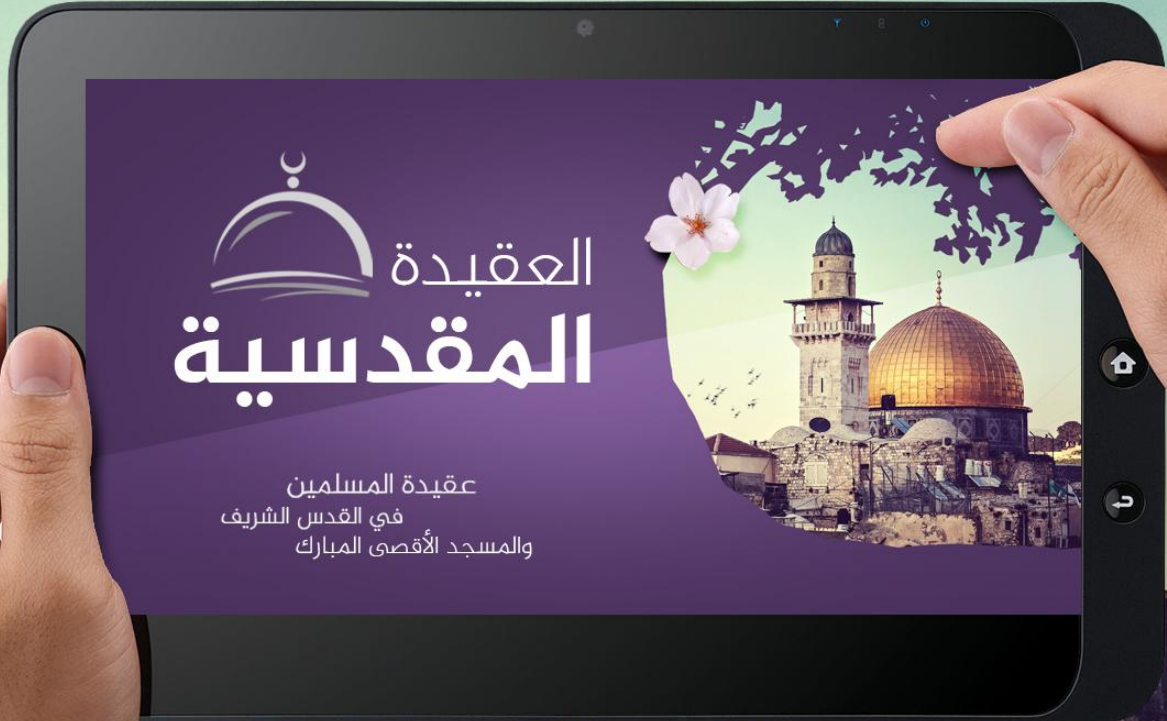 العقيدة
المقدسية
عقيدة المسلمين
في القدس الشريف
والمسجد الأقصى المبارك